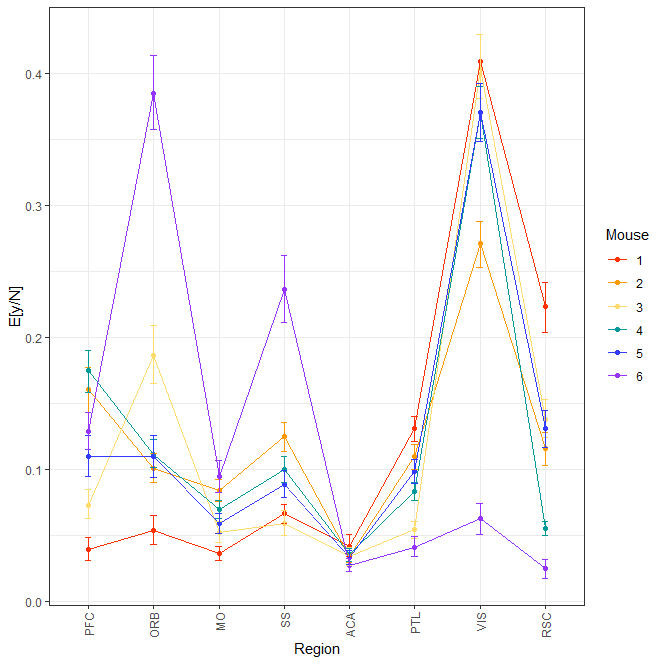 E[y/N]
0.4
0.3
0.2
0.1
0.0
PFC
ORB
MO
SS
ACA
PTL
VIS
RSC
Region
Mouse
1
2
3
4
5
6